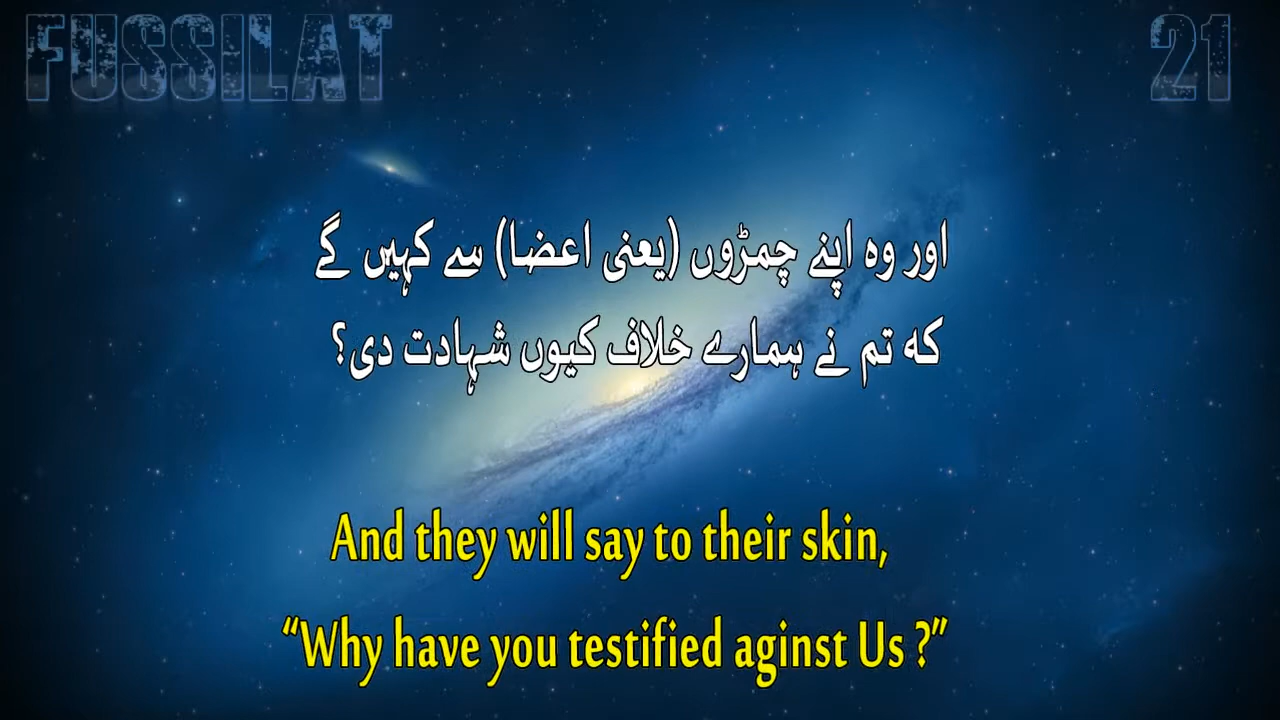 FUSSILAT
21
اور وہ اپنے چمڑوں (یعنی اعضا) سے کہیں گے
کہ تم نے ہمارے خلاف کیوں شہادت دی؟
And they will say to their skin,
“Why have you testified aginst Us ?”